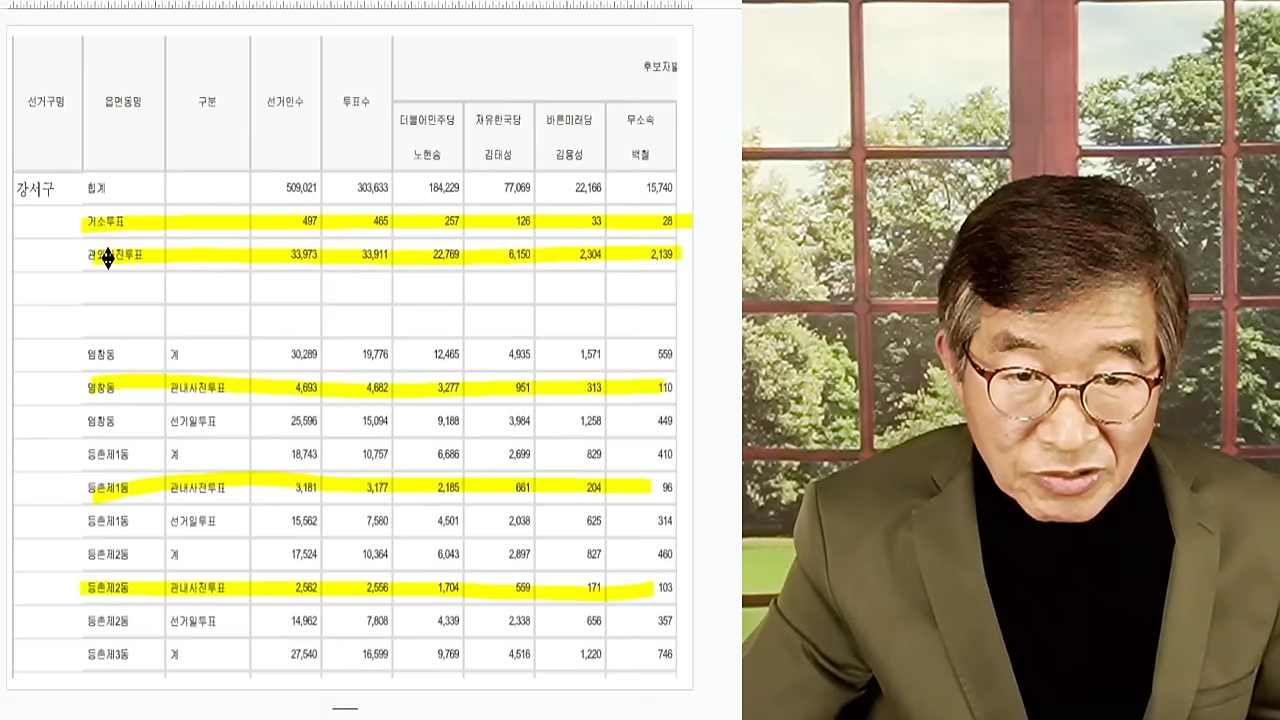 후보자별
선거구명 읍면동명 구분 선거인수 투표수
더불어민주당 자유한국당 바른미래당 무소속
노현송 김태성 김용성 백철
강서구 합계 509,021 303,633 184,229 77,069 22,166 15,740
거소투표 497 465 257 126 33 28
관외사전투표 33,973 33,911 22,769 6,150 2,304 2,139
염창동 계 30,289 19,776 12,465 4,935 1,571 559
염창동 관내사전투표 4,693 4,682 3,277 951 313 110
염창동 선거일투표 25,596 15,094 9,188 3,984 1,258 449
등촌제1동 계 18,743 10,757 6,686 2,699 829 410
등촌제1동 관내사전투표 3,181 3,177 2,185 661 204 96
등촌제1동 선거일투표 15,562 7,580 4,501 2,038 625 314
등촌제2동 계 17,524 10,364 6,043 2,897 827 460
등촌제2동 관내사전투표 2,562 2,556 1,704 559 171 103
등촌제2동 선거일투표 14,962 7,808 4,339 2,338 656 357
등촌제3동 계 27,540 16,599 9,769 4,516 1,220 746